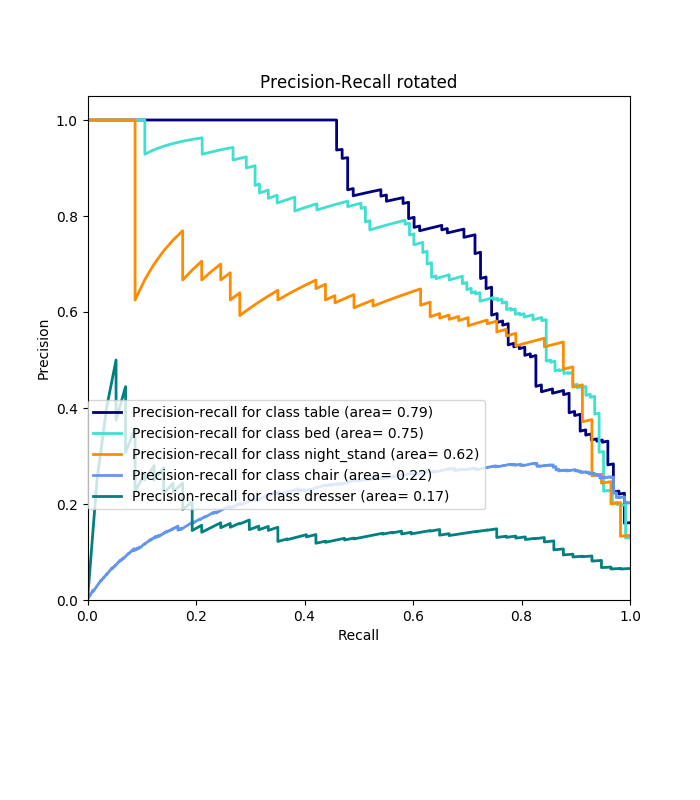 Precision-Recall rotated
1.0
0.8
0.6
0.4
0.2
0.0
Precision
Precision-recall for class table (area= 0.79)
Precision-recall for class bed (area= 0.75)
Precision-recall for class night_stand (area= 0.62)
Precision-recall for class chair (area= 0.22)
Precision-recall for class dresser (area= 0.17)
0.0 0.2 0.4 0.6 0.8 1.0
Recall